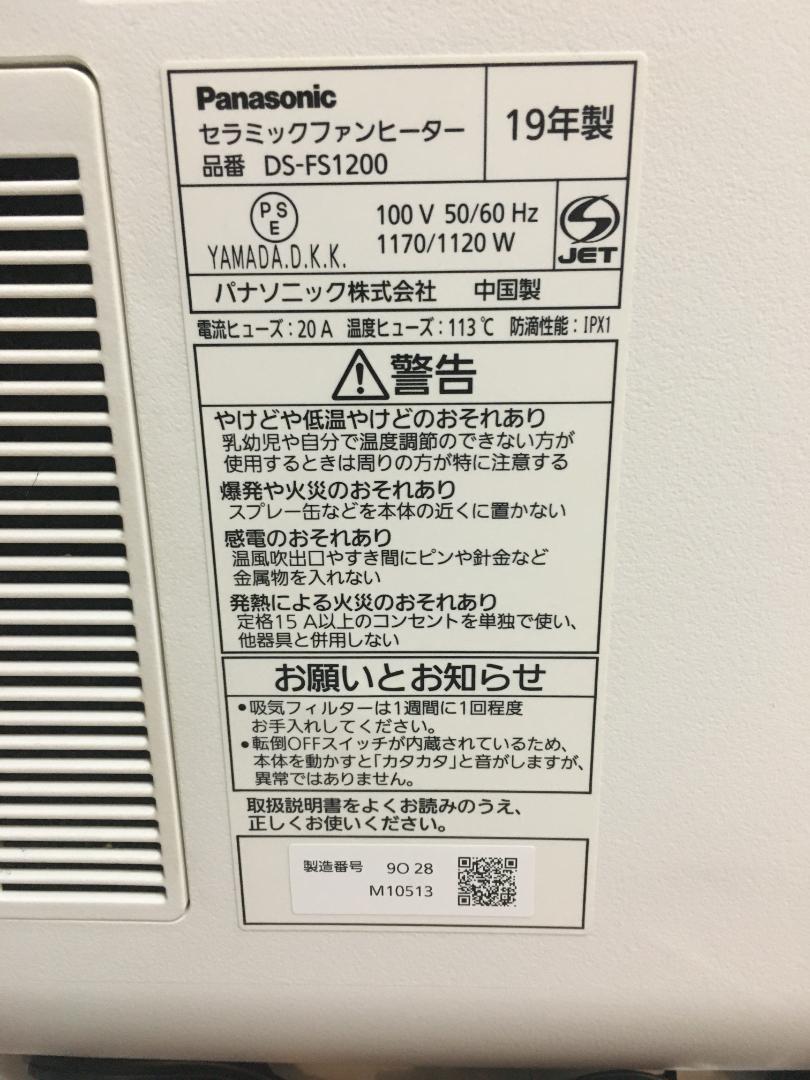 Panasonic
セラミックファンヒーター
品番 DS-FS1200
19年製
PSE
YAMADA.D.K.K.
100 V 50/60 Hz
1170/1120 W
JET
パナソニック株式会社 中国製
電流ヒューズ:20 A 温度ヒューズ:113℃ 防滴性能:IPX1
警告
やけどや低温やけどのおそれあり
乳幼児や自分で温度調節のできない方が
使用するときは周りの方が特に注意する
爆発や火災のおそれあり
スプレー缶などを本体の近くに置かない
感電のおそれあり
温風吹出口やすき間にピンや針金など
金属物を入れない
発熱による火災のおそれあり
定格15 A以上のコンセントを単独で使い、
他器具と併用しない
お願いとお知らせ
•吸気フィルターは1週間に1回程度
お手入れしてください。
•転倒OFFスイッチが内蔵されているため、
本体を動かすと「カタカタ」と音がしますが、
異常ではありません。
取扱説明書をよくお読みのうえ、
正しくお使いください。
製造番号 9O 28
M10513